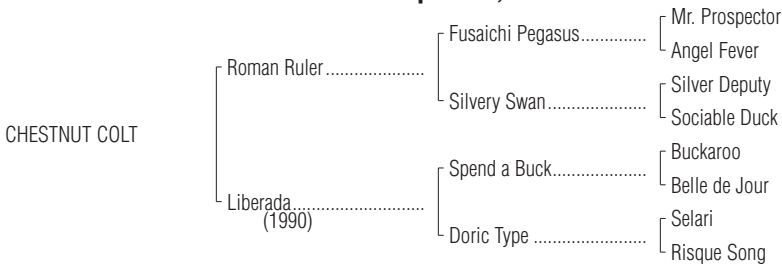 Mr. Prospector
Fusaichi Pegasus..............
Angel Fever
Roman Ruler.....................
Silver Deputy
Silvery Swan.....................
Sociable Duck
CHESTNUT COLT
Buckaroo
Spend a Buck....................
Belle de Jour
Liberada............................
(1990)
Selari
Doric Type ........................
Risque Song